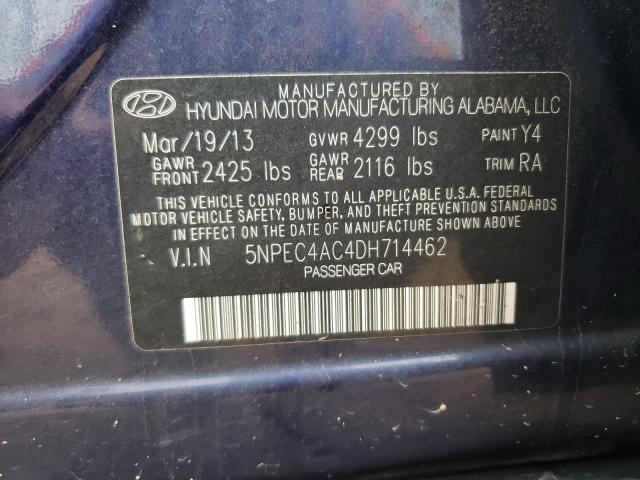 MANUFACTURED BY
HYUNDAI MOTOR MANUFACTURING ALABAMA, LLC
Mar/19/13 GVWR 4299 lbs PAINT Y4
GAWR FRONT 2425 lbs GAWR REAR 2116 lbs TRIM RA
THIS VEHICLE CONFORMS TO ALL APPLICABLE U.S.A. FEDERAL
MOTOR VEHICLE SAFETY, BUMPER, AND THEFT PREVENTION STANDARDS
IN EFFECT ON THE DATE OF MANUFACTURE SHOWN ABOVE.
V.I.N 5NPEC4AC4DH714462
PASSENGER CAR